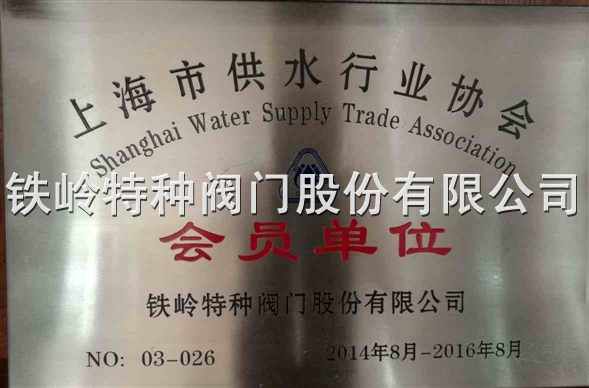 上海市供水行业协会
Shanghai Water Supply Trade Association
铁岭特种阀门股份有限公司
会员单位
铁岭特种阀门股份有限公司
NO: 03-026 2014年8月-2016年8月